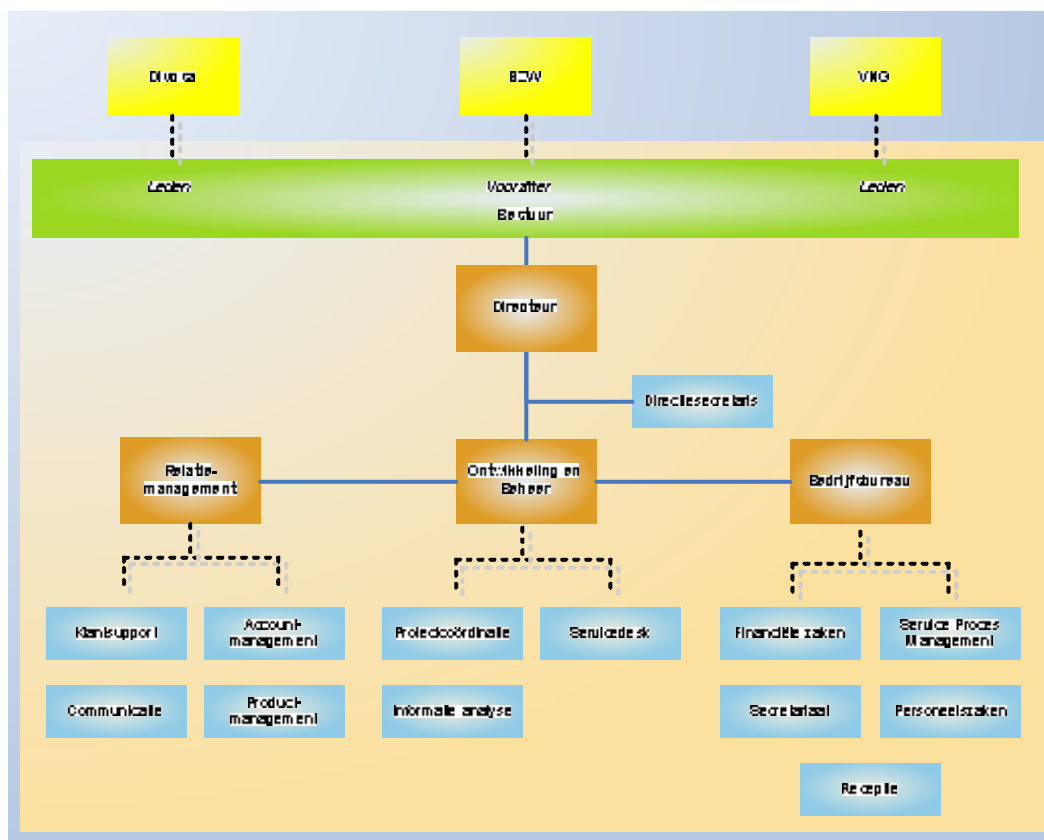 Divosa
SZW
VNG
Leden
Voorzitter
Leden
Bestuur
Directeur
Directiesecretaris
Relatie-
management
Ontwikkeling en
Beheer
Bedrijfsbureau
Klantsupport
Account-
management
Projectcoördinatie
Servicedesk
Financiële zaken
Service Proces
Management
Communicatie
Product-
management
Informatie analyse
Secretariaat
Personeelszaken
Receptie